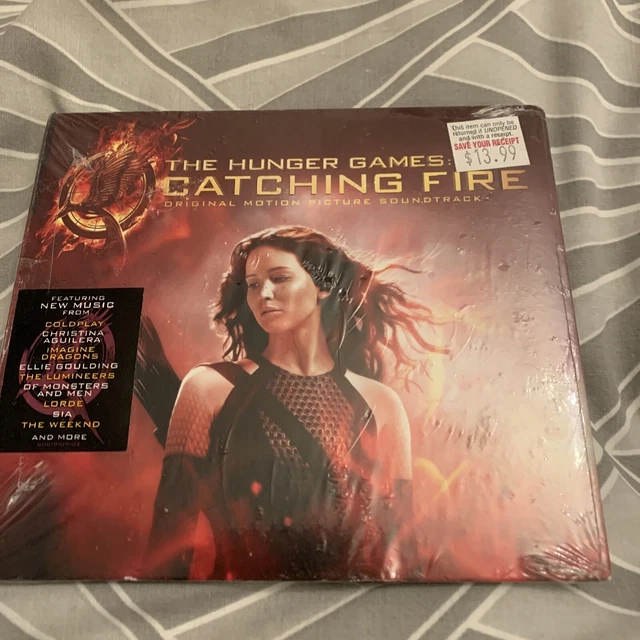 This item can only be
returned if UNOPENED
and with a receipt.
SAVE YOUR RECEIPT
$13.99
THE HUNGER GAMES:
CATCHING FIRE
ORIGINAL MOTION PICTURE SOUNDTRACK
FEATURING
NEW MUSIC
FROM
COLDPLAY
CHRISTINA
AGUILERA
IMAGINE
DRAGONS
ELLIE GOULDING
THE LUMINEERS
OF MONSTERS
AND MEN
LORDE
SIA
THE WEEKND
AND MORE